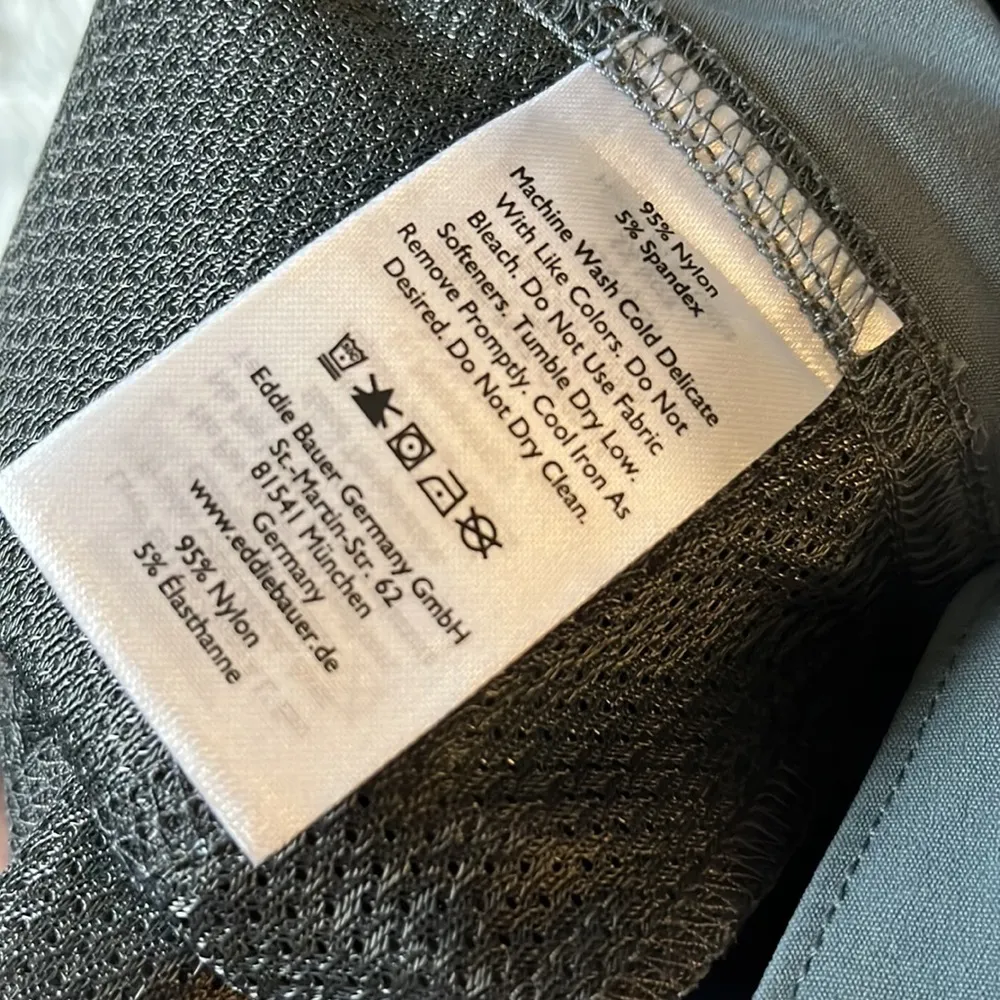 95% Nylon
5% Spandex
Machine Wash Cold Delicate
With Like Colors. Do Not
Bleach. Do Not Use Fabric
Softeners. Tumble Dry Low.
Remove Promptly. Cool Iron As
Desired. Do Not Dry Clean.
Eddie Bauer Germany GmbH
St.-Martin-Str. 62
81541 München
Germany
www.eddiebauer.de
95% Nylon
5% Élasthanne